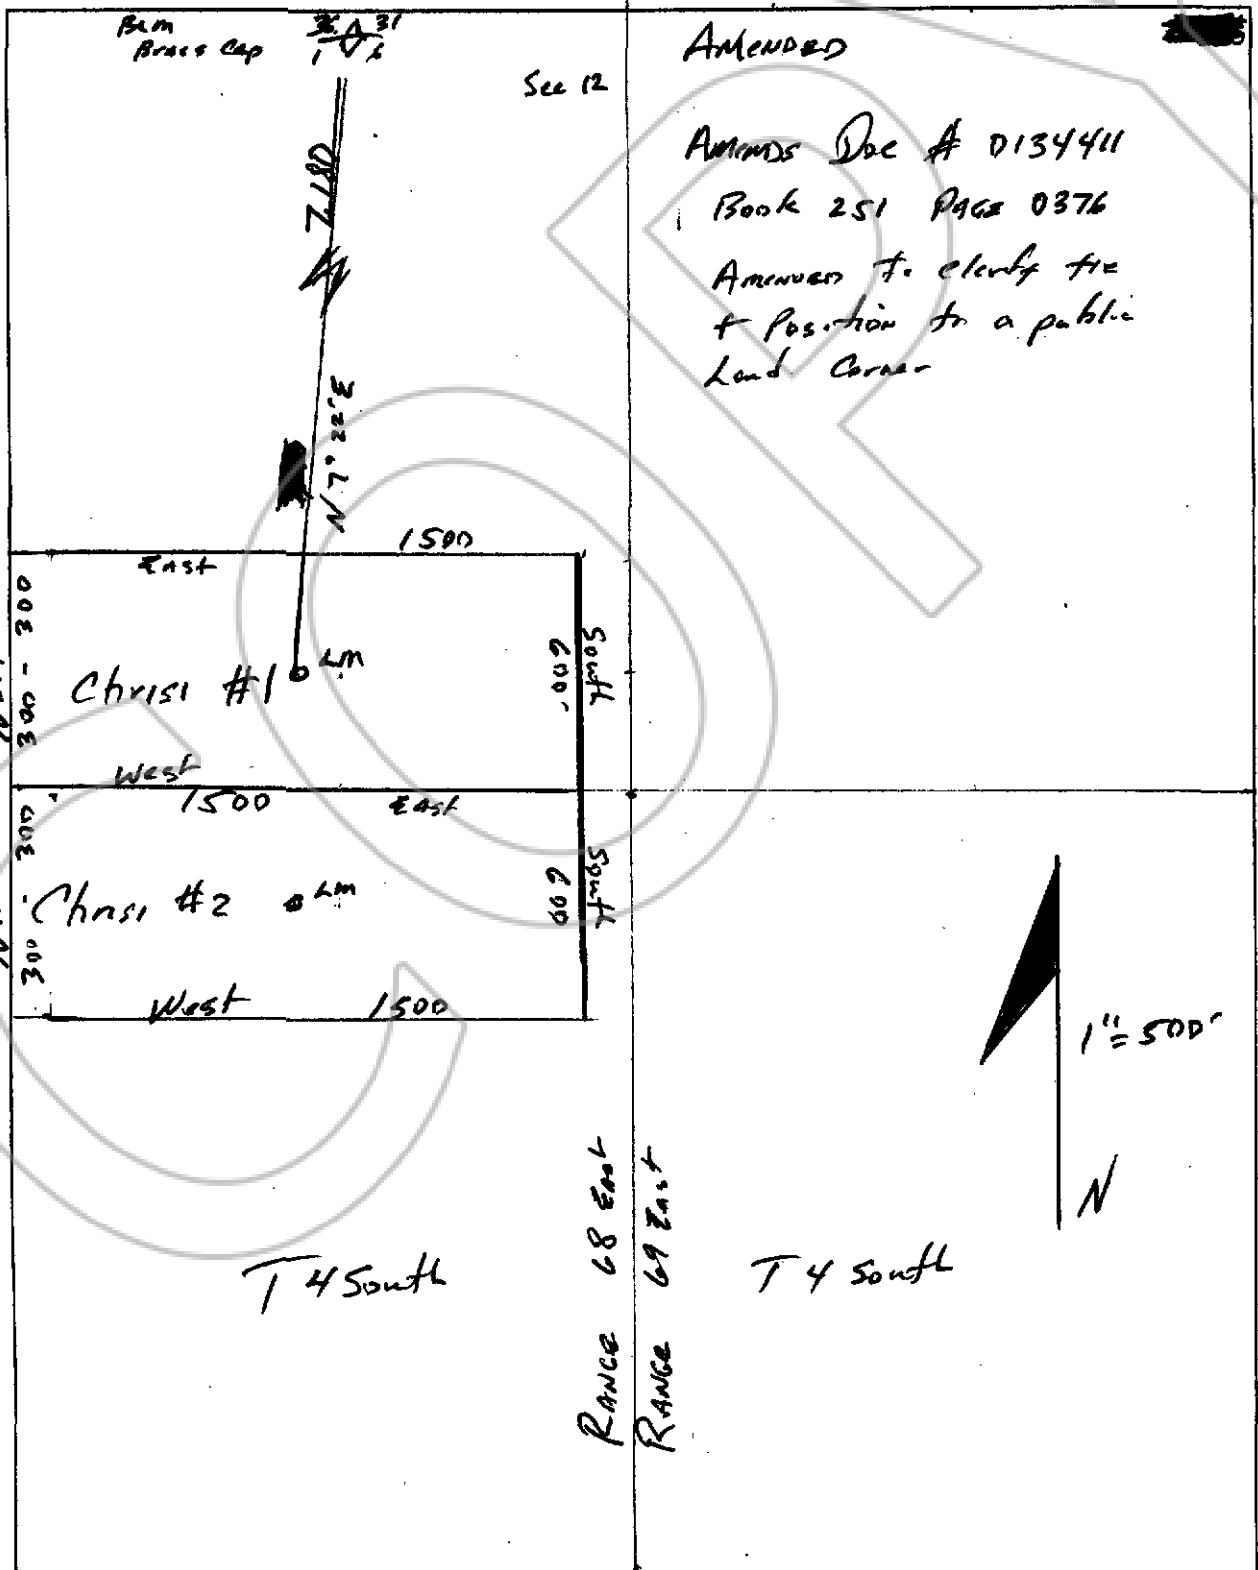 BLM
Brass Cap
36 31
1 6
Sec 12
AMENDED
Amends Doc # 0134411
Book 251 PAGE 0376
Amended To clarify tie
+ Position to a public
Land Corner
N 7° 22' E
1500
East
300 - 300
Chrisi #1
LM
600'
South
West
1500
East
300 - 300
Chrisi #2
LM
600
South
West
1500
1"=500'
N
RANGE 68 East
RANGE 69 East
T 4 South
T 4 South
COP